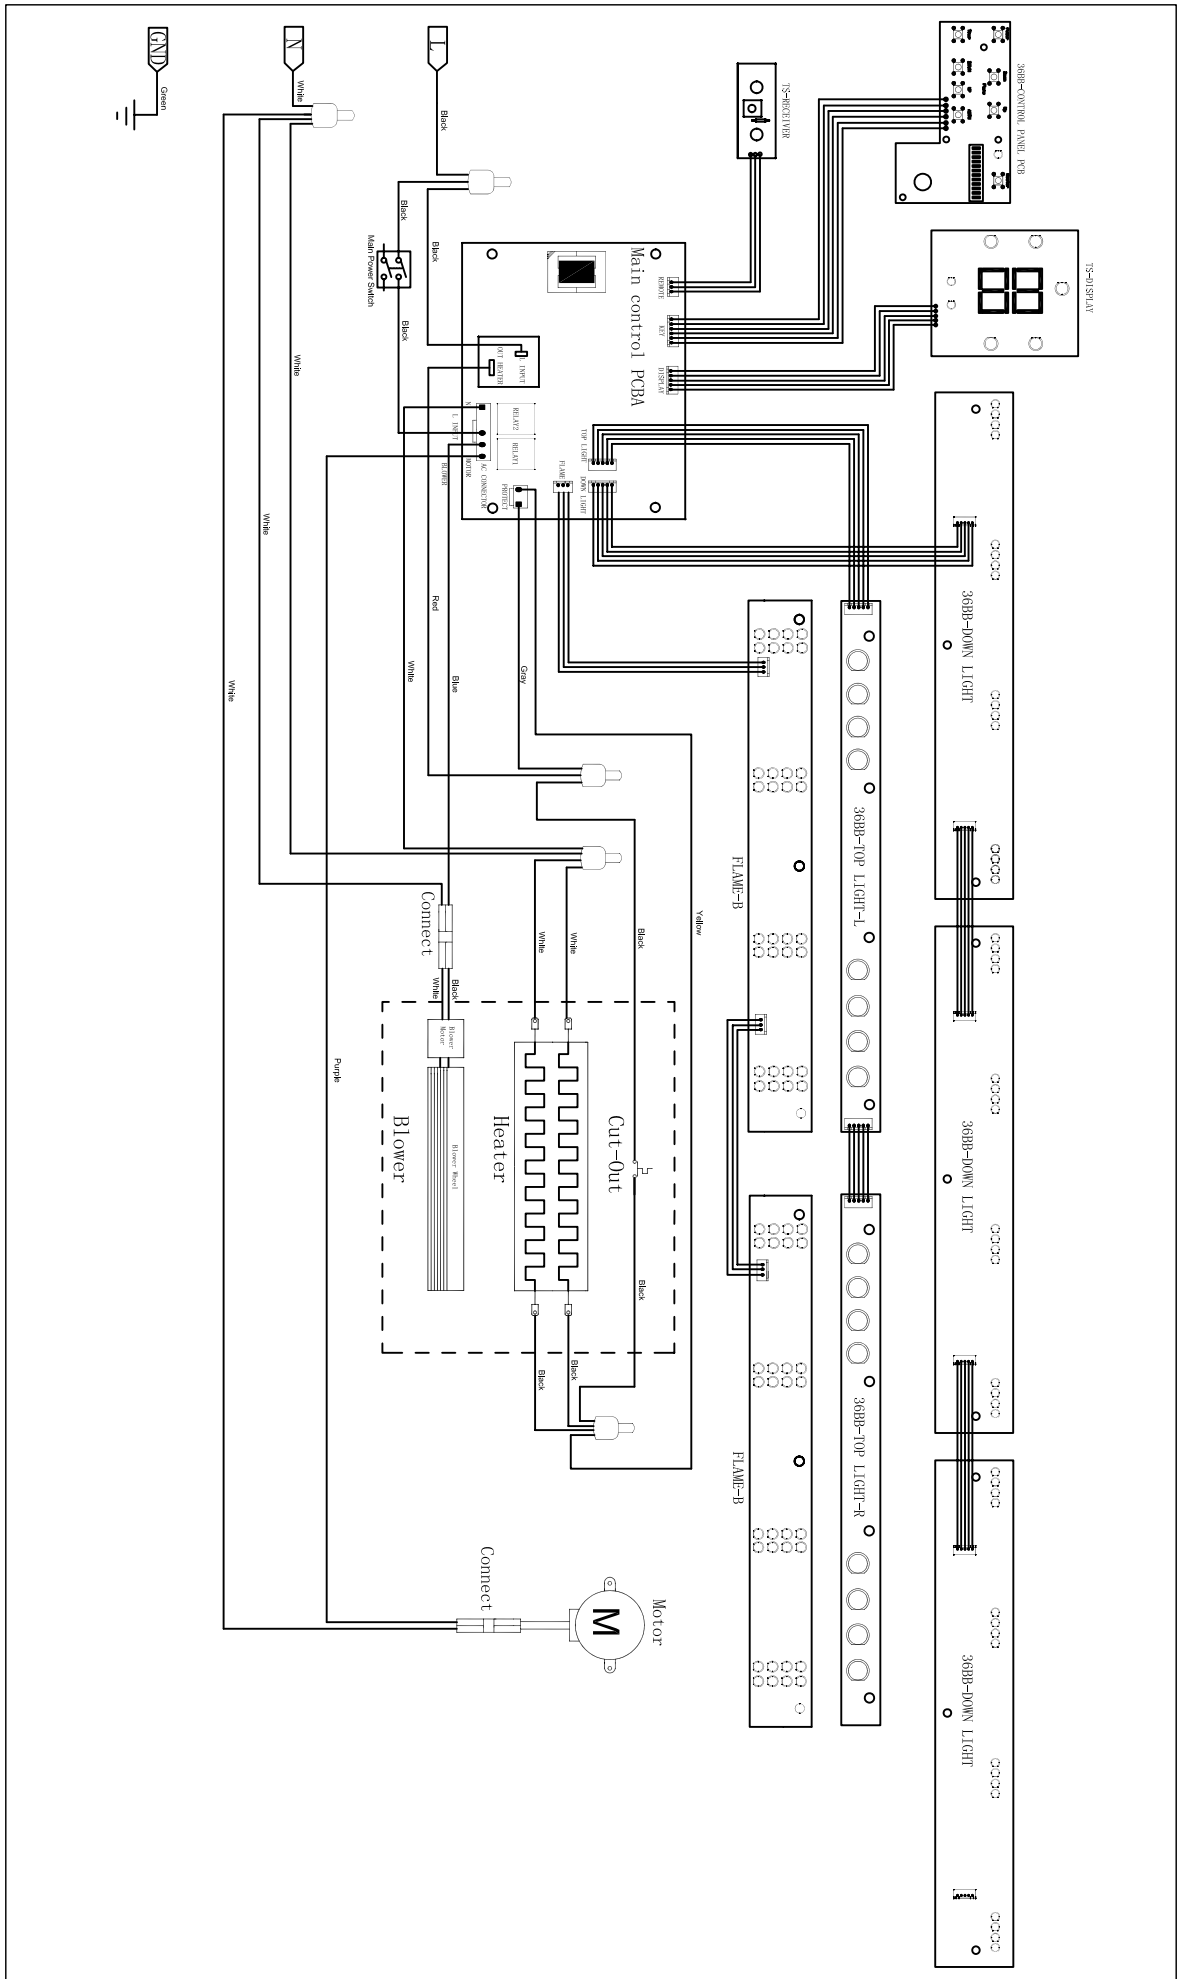 GND
Green
N
White
L
Black
Black
Black
Main Power Switch
Black
White
White
White
TS-RECEIVER
36BB-CONTROL PANEL PCB
TS-DISPLAY
Main control PCBA
REMOTE
KEY
DISPLAY
L INPUT
OUT HEATER
RELAY2
RELAY1
N
L INPUT
BLOWER
MOTOR
AC CONNECTOR
PROTECT
FLAME
TOP LIGHT
DOWN LIGHT
Red
White
Blue
Gray
Yellow
Black
White
White
Connect
White
Black
Blower Motor
Blower Wheel
Blower
Heater
Cut-Out
Black
Black
Black
Purple
Connect
Motor
M
FLAME-B
FLAME-B
36BB-TOP LIGHT-L
36BB-TOP LIGHT-R
36BB-DOWN LIGHT
36BB-DOWN LIGHT
36BB-DOWN LIGHT